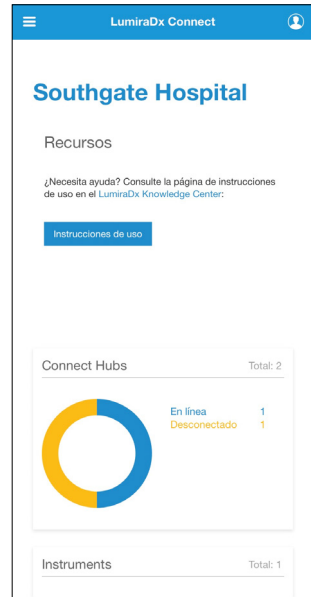 LumiraDx Connect
Southgate Hospital
Recursos
¿Necesita ayuda? Consulte la página de instrucciones
de uso en el LumiraDx Knowledge Center:
Instrucciones de uso
Connect Hubs Total: 2
En línea 1
Desconectado 1
Instruments Total: 1